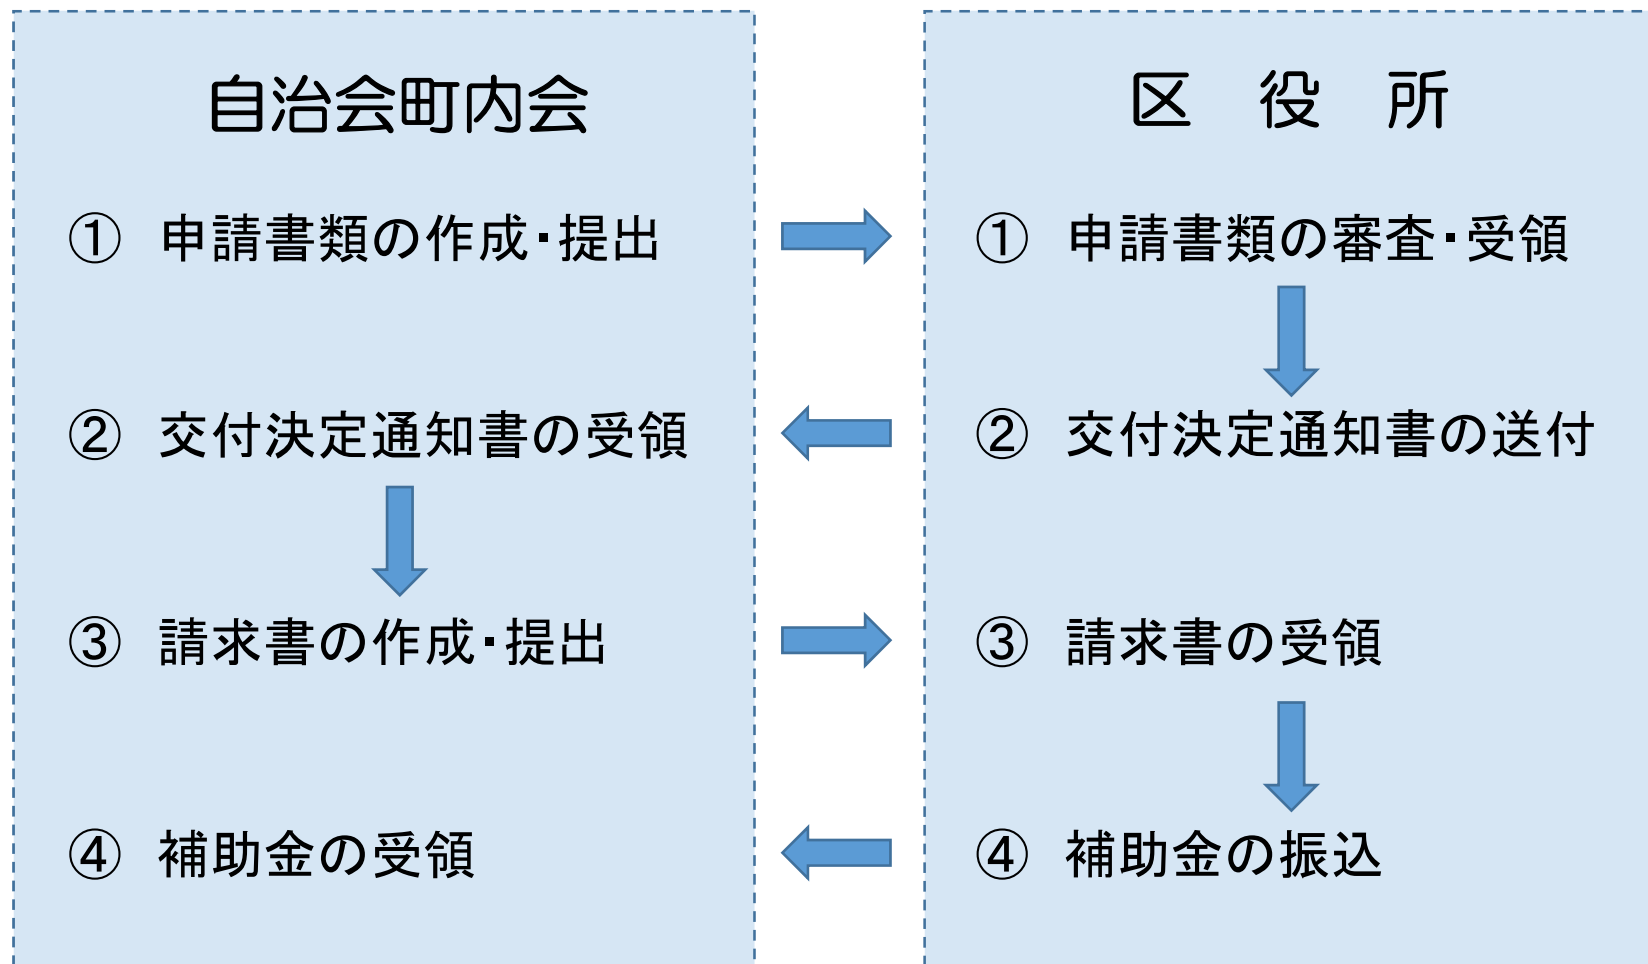 自治会町内会
① 申請書類の作成・提出
② 交付決定通知書の受領
③ 請求書の作成・提出
④ 補助金の受領
区 役 所
① 申請書類の審査・受領
② 交付決定通知書の送付
③ 請求書の受領
④ 補助金の振込